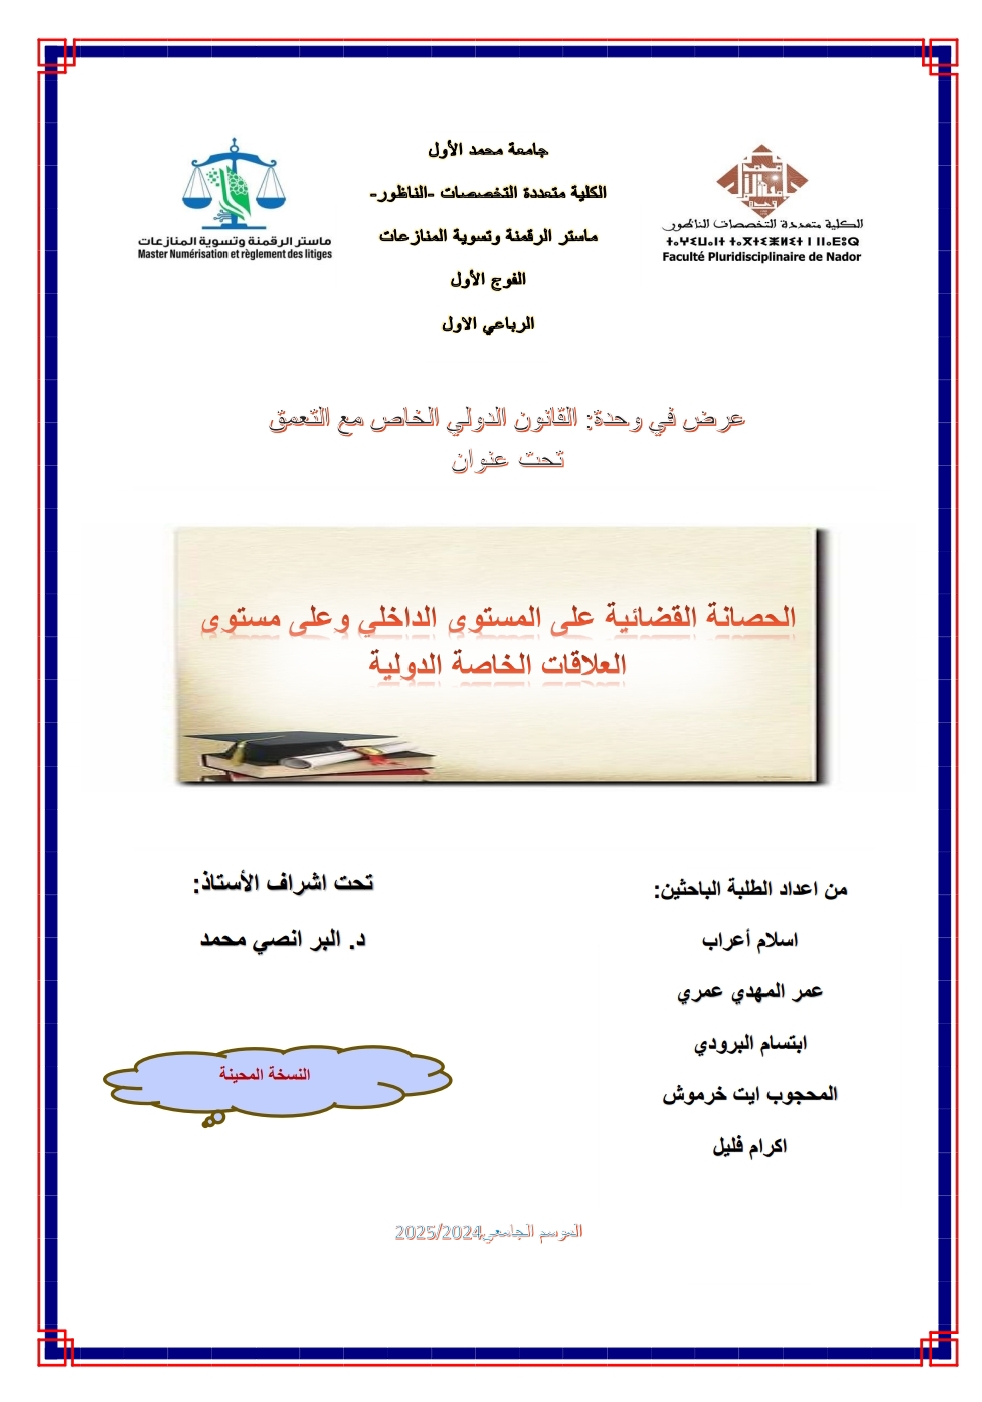 جامعة محمد الأول
الكلية متعددة التخصصات -الناظور-
ماستر الرقمنة وتسوية المنازعات
الفوج الأول
الرباعي الاول
الكلية متعددة التخصصات الناظور
ⵜⴰⵖⵉⵡⴰⵏⵜ ⵜⴰⴳⵜⵉⵥⵍⵉⵜ ⵏ ⵏⵏⴰⴹⵓⵕ
Faculté Pluridisciplinaire de Nador
ماستر الرقمنة وتسوية المنازعات
Master Numérisation et règlement des litiges
عرض في وحدة: القانون الدولي الخاص مع التعمق
تحت عنوان
الحصانة القضائية على المستوى الداخلي وعلى مستوى
العلاقات الخاصة الدولية
من اعداد الطلبة الباحثين:
اسلام أعراب
عمر المهدي عمري
ابتسام البرودي
المحجوب ايت خرموش
اكرام فليل
تحت اشراف الأستاذ:
د. البر انصي محمد
النسخة المحينة
الموسم الجامعي2025/2024